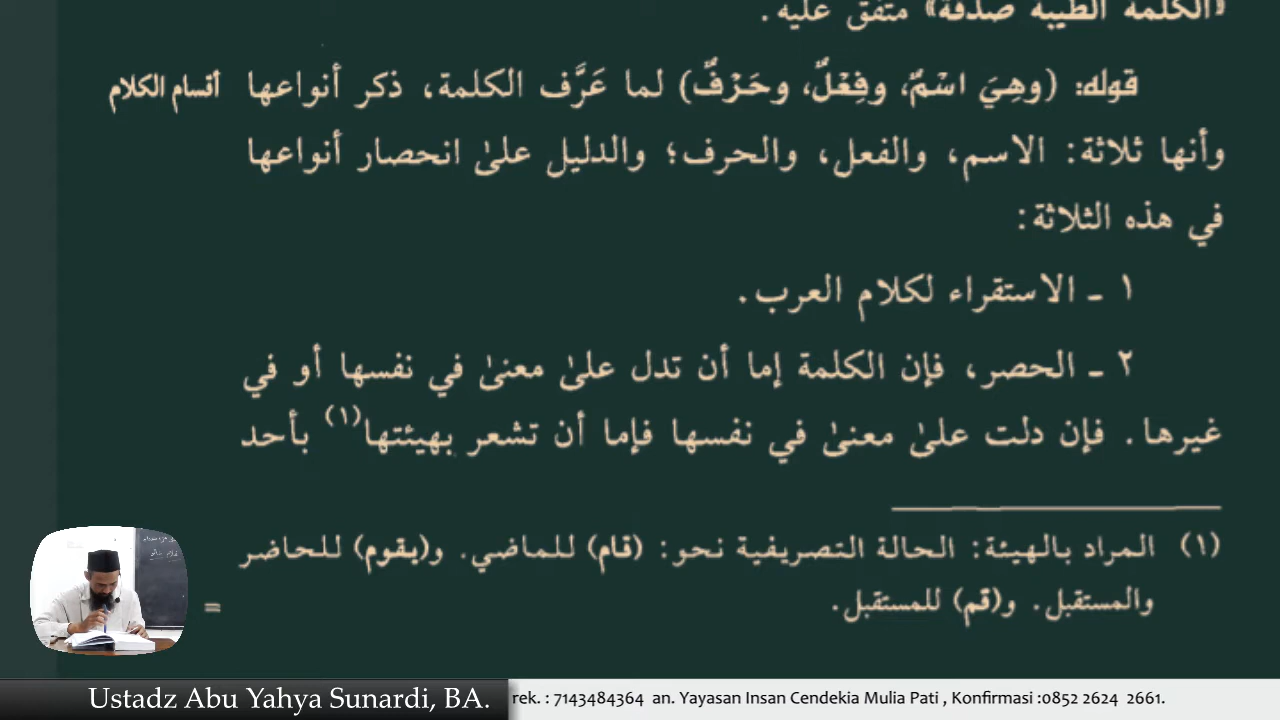 «الكلمة الطيبة صدقة» متفق عليه.
قوله: (وهِيَ اسْمٌ، وفِعْلٌ، وحَرْفٌ) لما عَرَّف الكلمة، ذكر أنواعها
أقسام الكلام
وأنها ثلاثة: الاسم، والفعل، والحرف؛ والدليل علىٰ انحصار أنواعها
في هذه الثلاثة:
١ ـ الاستقراء لكلام العرب.
٢ ـ الحصر، فإن الكلمة إما أن تدل علىٰ معنىٰ في نفسها أو في
غيرها. فإن دلت علىٰ معنىٰ في نفسها فإما أن تشعر بهيئتها(١) بأحد
(١) المراد بالهيئة: الحالة التصريفية نحو: (قام) للماضي. و(يقوم) للحاضر
والمستقبل. و(قم) للمستقبل. =
Ustadz Abu Yahya Sunardi, BA.
rek. : 7143484364 an. Yayasan Insan Cendekia Mulia Pati , Konfirmasi :0852 2624 2661.